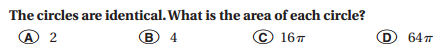 The circles are identical. What is the area of each circle?
Ⓐ 2 Ⓑ 4 Ⓒ 16π Ⓓ 64π